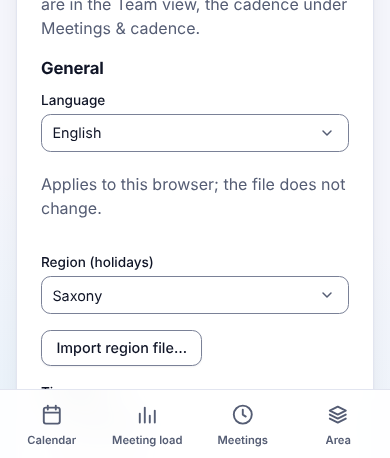 are in the Team view, the cadence under
Meetings & cadence.
General
Language
English
Applies to this browser; the file does not
change.
Region (holidays)
Saxony
Import region file...
Calendar
Meeting load
Meetings
Area